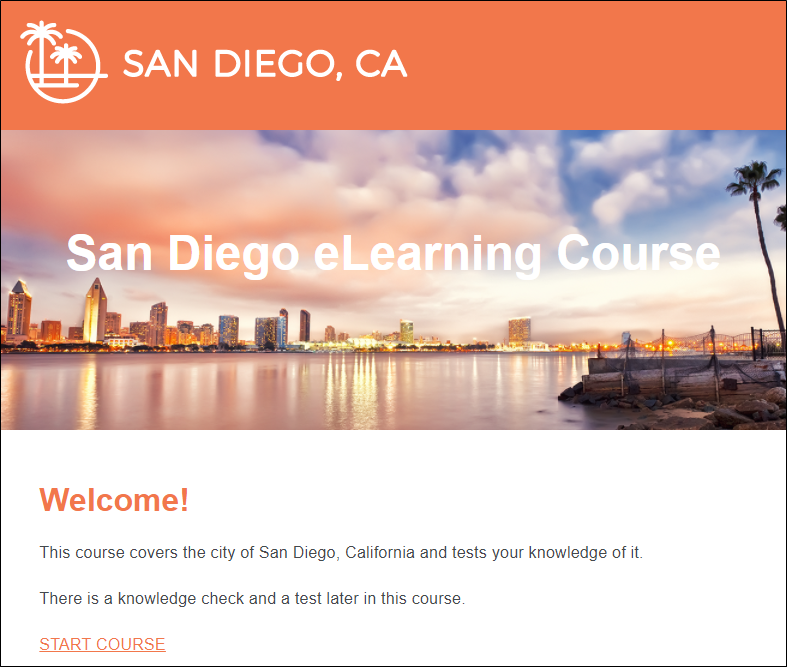 SAN DIEGO, CA
San Diego eLearning Course
Welcome!
This course covers the city of San Diego, California and tests your knowledge of it.
There is a knowledge check and a test later in this course.
START COURSE